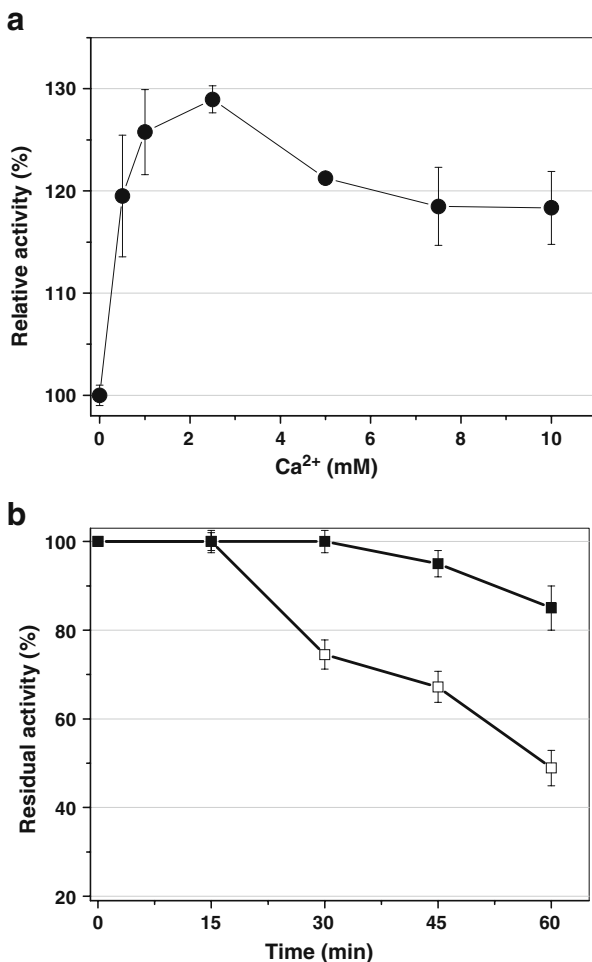 a
130
120
110
100
Relative activity (%)
0 2 4 6 8 10
Ca²⁺ (mM)
b
100
80
60
40
20
Residual activity (%)
0 15 30 45 60
Time (min)